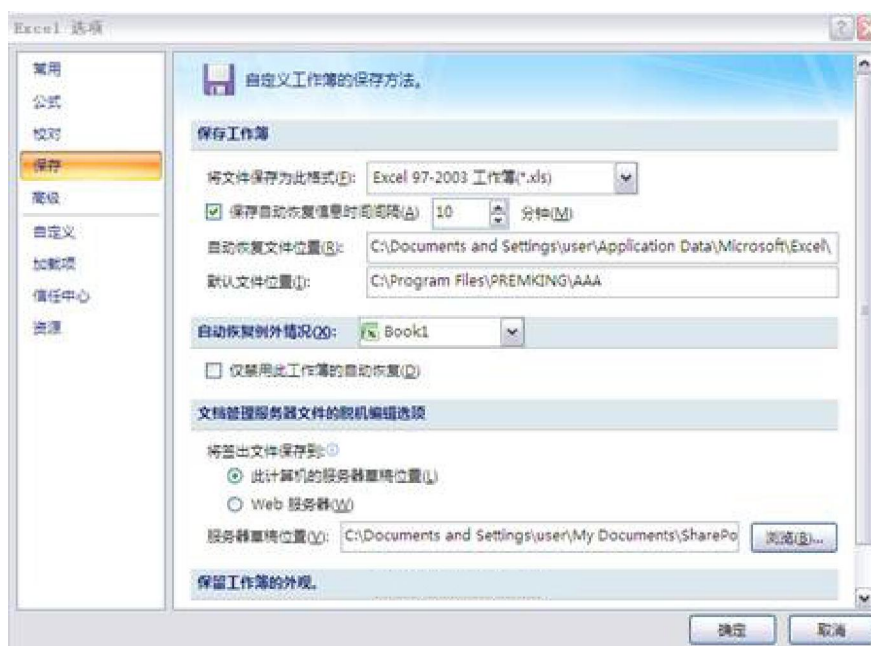 Excel 选项
常用
公式
校对
保存
高级
自定义
加载项
信任中心
资源
自定义工作簿的保存方法。
保存工作簿
将文件保存为此格式(F): Excel 97-2003 工作簿(*.xls)
保存自动恢复信息时间间隔(A) 10 分钟(M)
自动恢复文件位置(R): C:\Documents and Settings\user\Application Data\Microsoft\Excel\
默认文件位置(I): C:\Program Files\PREMKING\AAA
自动恢复例外情况(X): Book1
仅禁用此工作簿的自动恢复(D)
文档管理服务器文件的脱机编辑选项
将签出文件保存到:
此计算机的服务器草稿位置(L)
Web 服务器(W)
服务器草稿位置(V): C:\Documents and Settings\user\My Documents\SharePo 浏览(B)...
保留工作簿的外观。
确定 取消